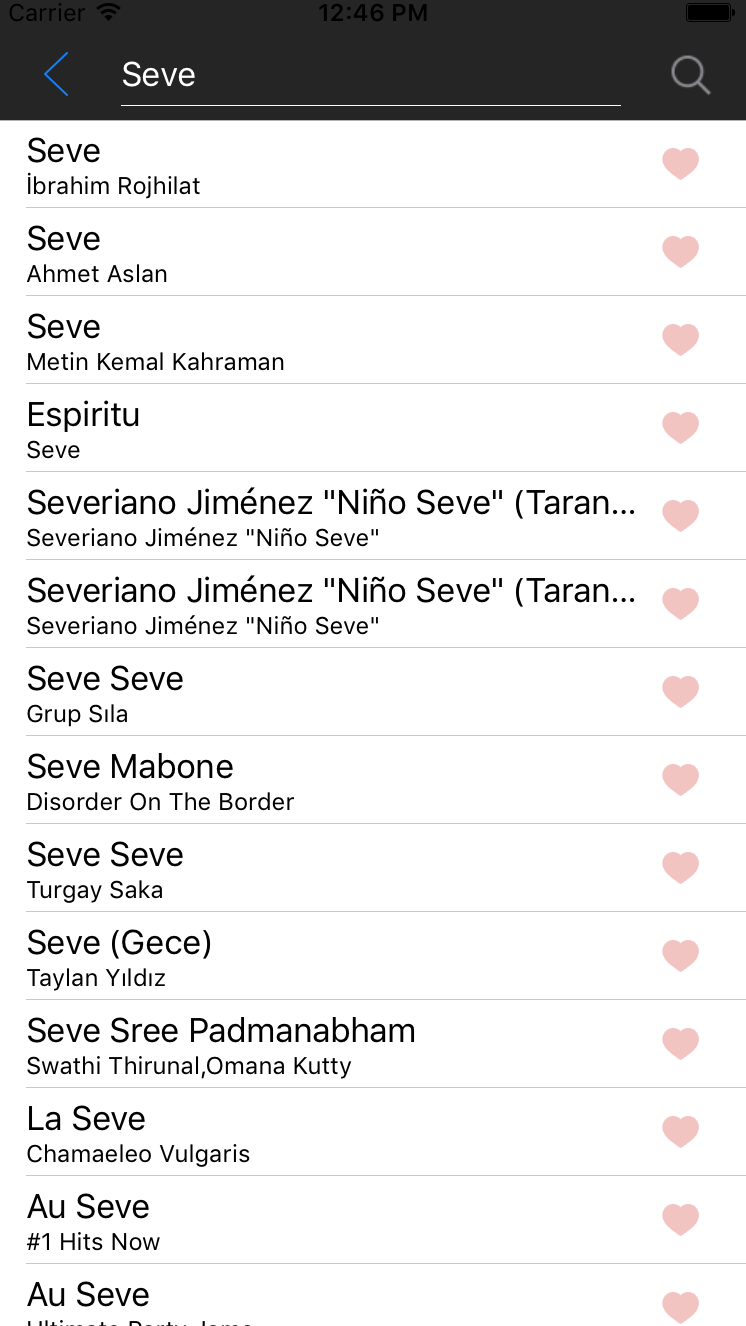 Carrier 12:46 PM
Seve
Seve
İbrahim Rojhilat
Seve
Ahmet Aslan
Seve
Metin Kemal Kahraman
Espiritu
Seve
Severiano Jiménez "Niño Seve" (Taran...
Severiano Jiménez "Niño Seve"
Severiano Jiménez "Niño Seve" (Taran...
Severiano Jiménez "Niño Seve"
Seve Seve
Grup Sıla
Seve Mabone
Disorder On The Border
Seve Seve
Turgay Saka
Seve (Gece)
Taylan Yıldız
Seve Sree Padmanabham
Swathi Thirunal,Omana Kutty
La Seve
Chamaeleo Vulgaris
Au Seve
#1 Hits Now
Au Seve
Ultimate Party Jams